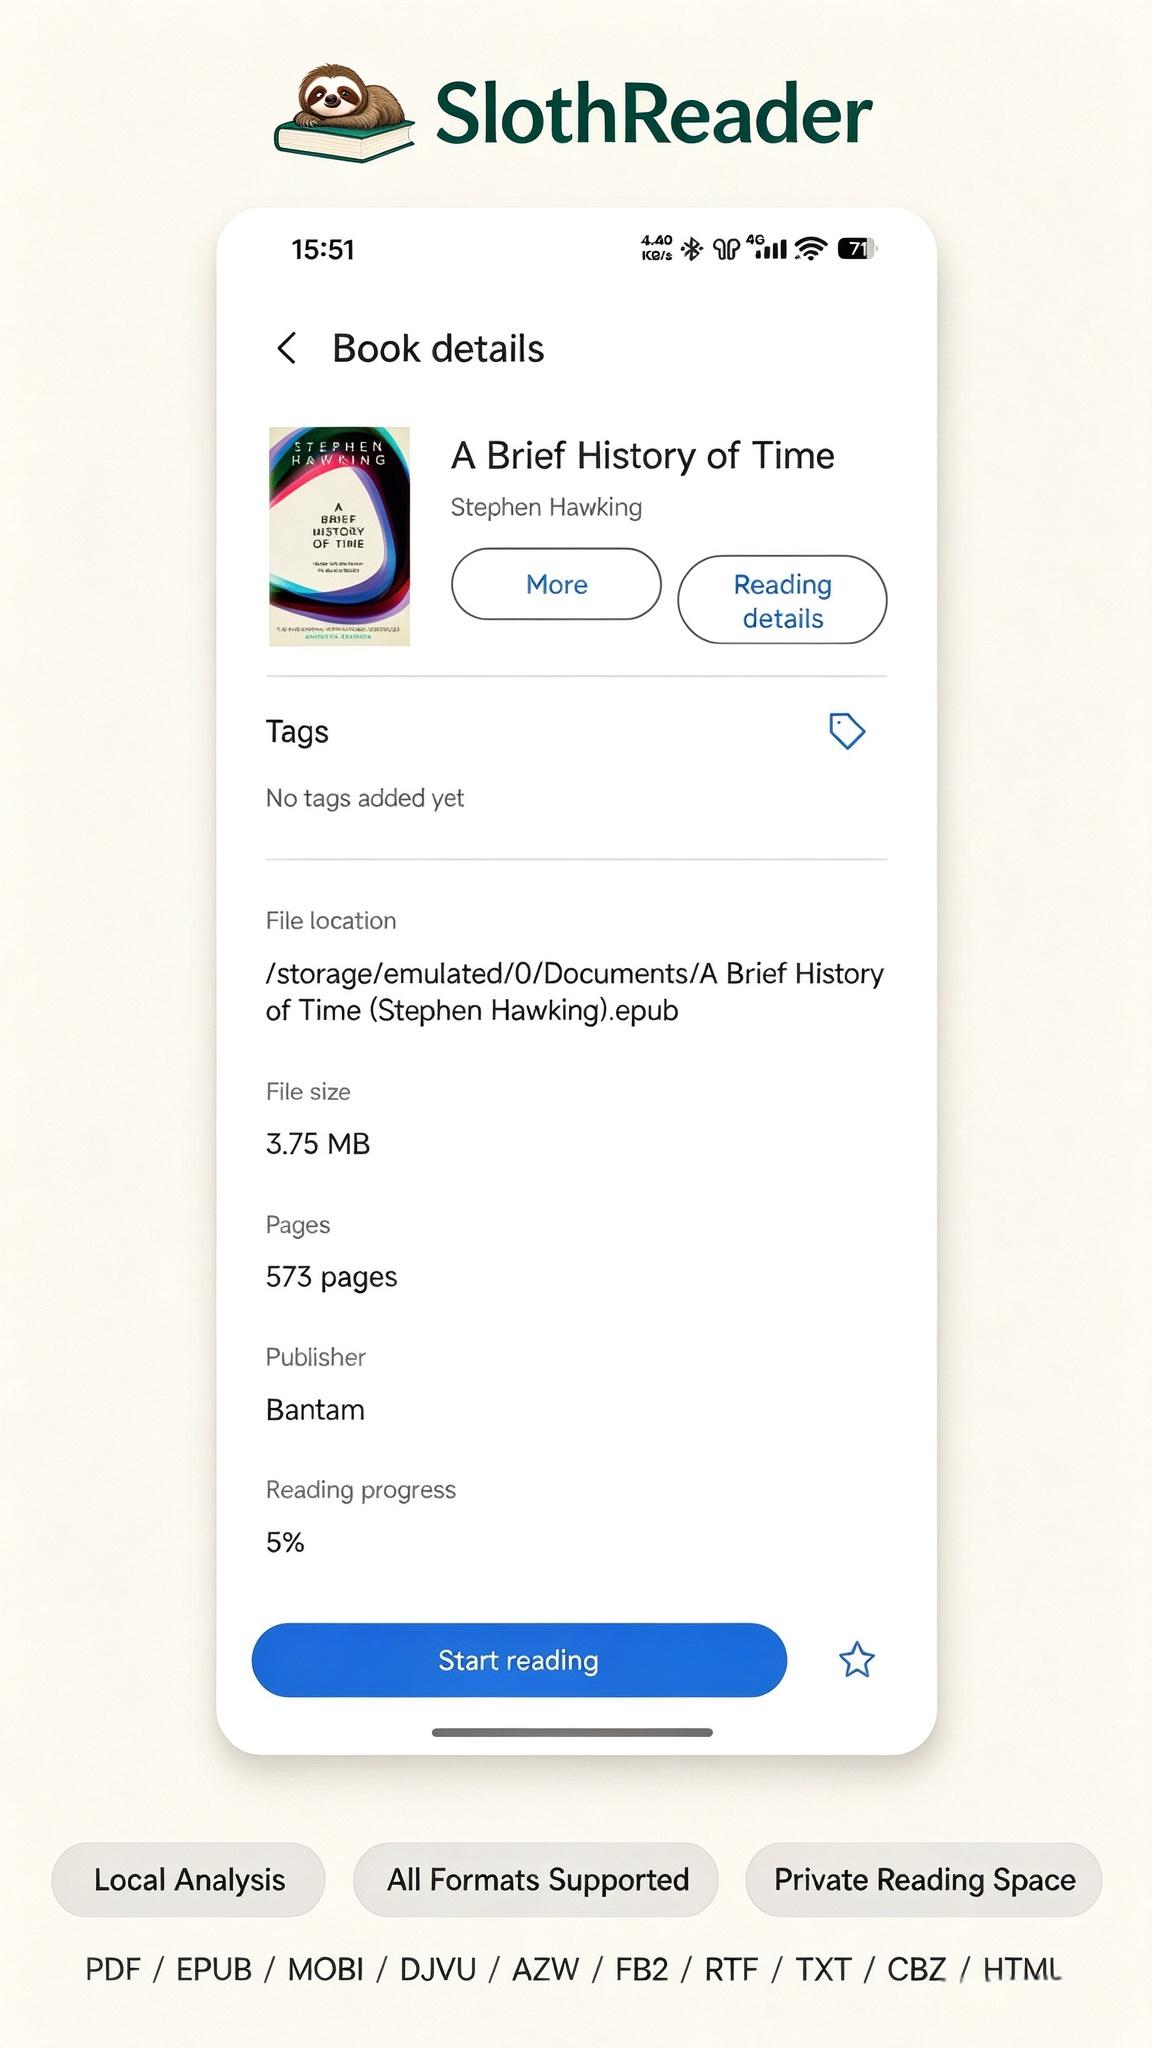 SlothReader
15:51
4.40
KB/s
4G
71
Book details
STEPHEN
HAWKING
A
BRIEF
HISTORY
OF TIME
A Brief History of Time
Stephen Hawking
More
Reading
details
Tags
No tags added yet
File location
/storage/emulated/0/Documents/A Brief History
of Time (Stephen Hawking).epub
File size
3.75 MB
Pages
573 pages
Publisher
Bantam
Reading progress
5%
Start reading
Local Analysis
All Formats Supported
Private Reading Space
PDF / EPUB / MOBI / DJVU / AZW / FB2 / RTF / TXT / CBZ / HTML